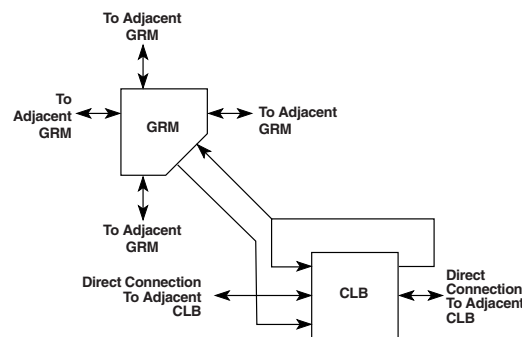 To Adjacent
GRM
To
Adjacent
GRM
GRM
To Adjacent
GRM
To Adjacent
GRM
Direct Connection
To Adjacent
CLB
CLB
Direct
Connection
To Adjacent
CLB